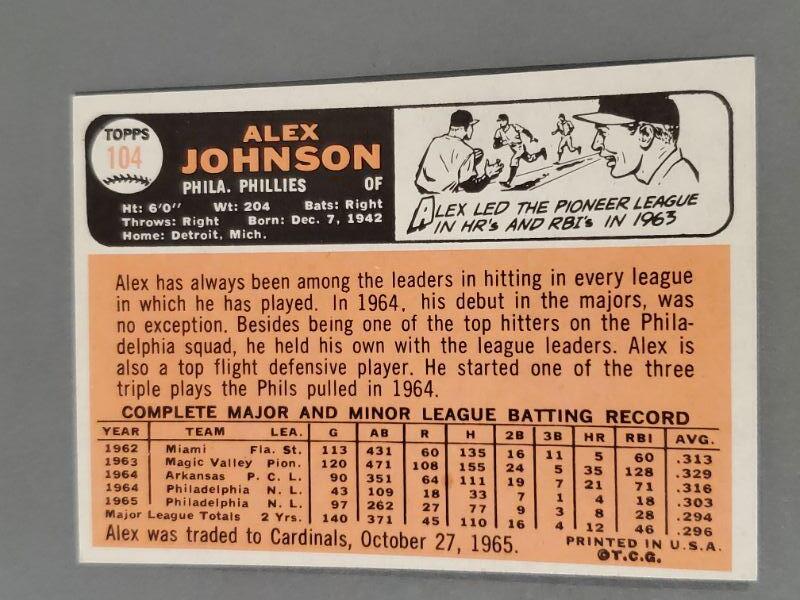 TOPPS
104
ALEX
JOHNSON
PHILA. PHILLIES OF
Ht: 6'0" Wt: 204 Bats: Right
Throws: Right Born: Dec. 7, 1942
Home: Detroit, Mich.
ALEX LED THE PIONEER LEAGUE
IN HR's AND RBI's IN 1963
Alex has always been among the leaders in hitting in every league
in which he has played. In 1964, his debut in the majors, was
no exception. Besides being one of the top hitters on the Phila-
delphia squad, he held his own with the league leaders. Alex is
also a top flight defensive player. He started one of the three
triple plays the Phils pulled in 1964.
COMPLETE MAJOR AND MINOR LEAGUE BATTING RECORD
YEAR TEAM LEA. G AB R H 2B 3B HR RBI AVG.
1962 Miami Fla. St. 113 431 60 135 16 11 5 60 .313
1963 Magic Valley Pion. 120 471 108 155 24 5 35 128 .329
1964 Arkansas P. C. L. 90 351 64 111 19 7 21 71 .316
1964 Philadelphia N. L. 43 109 18 33 7 1 4 18 .303
1965 Philadelphia N. L. 97 262 27 77 9 3 8 28 .294
Major League Totals 2 Yrs. 140 371 45 110 16 4 12 46 .296
Alex was traded to Cardinals, October 27, 1965.
PRINTED IN U.S.A.
©T.C.G.